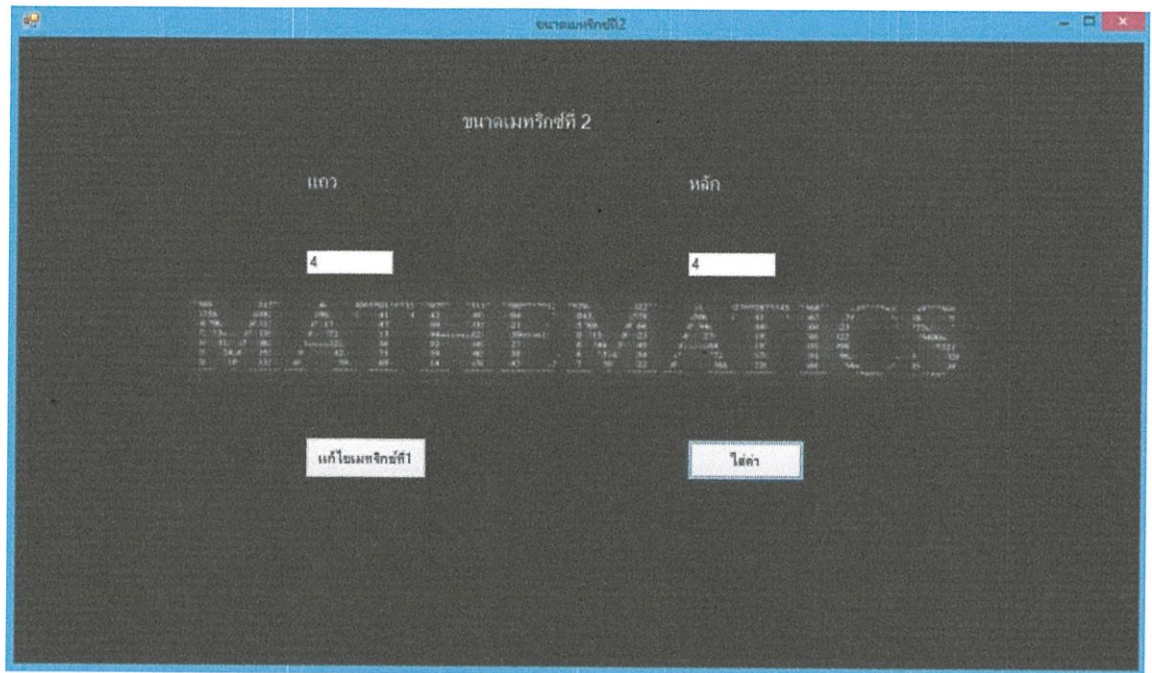 ขนาดเมทริกซ์ที่2
ขนาดเมทริกซ์ที่ 2
แถว
หลัก
4
4
MATHEMATICS
แก้ไขเมทริกซ์ที่1
ใส่ค่า